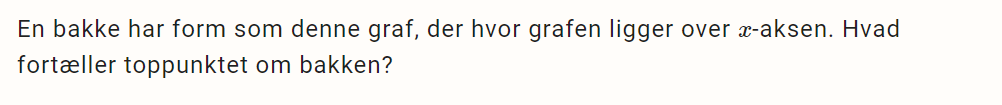 En bakke har form som denne graf, der hvor grafen ligger over x-aksen. Hvad
fortæller toppunktet om bakken?